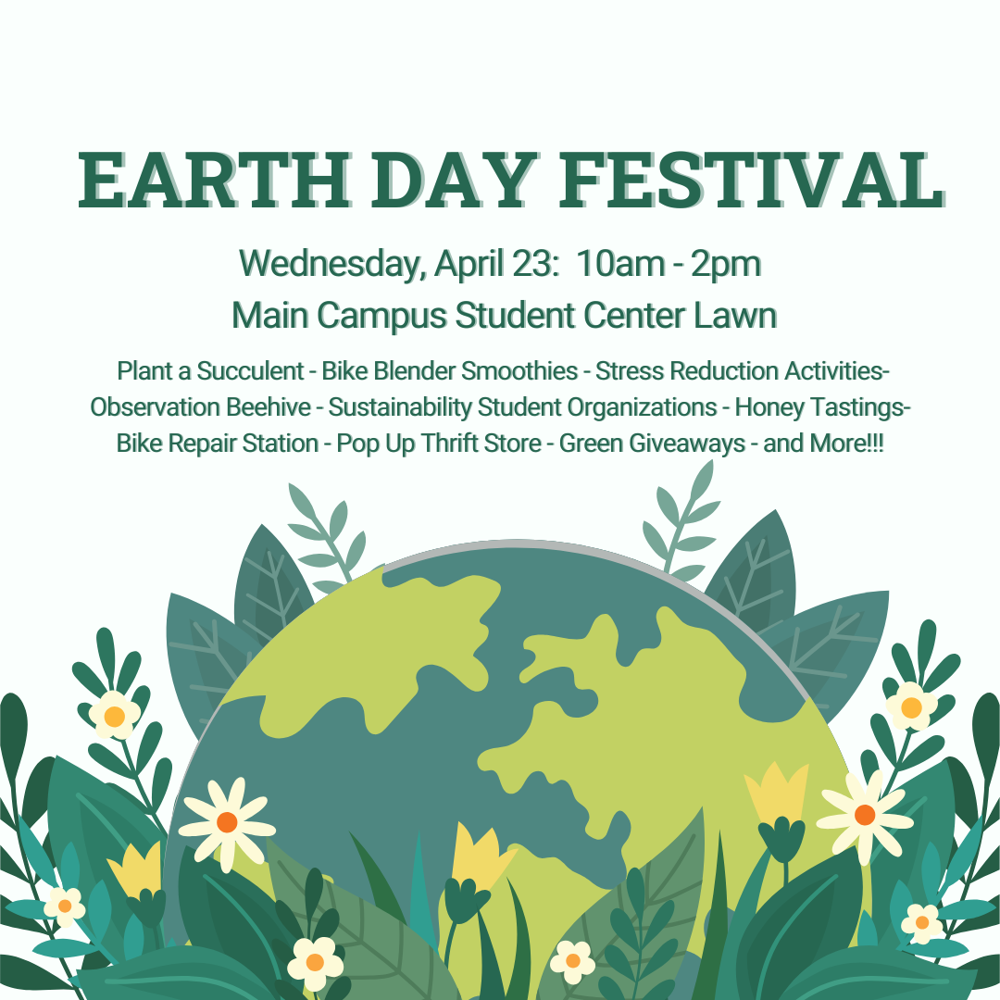 EARTH DAY FESTIVAL
Wednesday, April 23:  10am - 2pm
Main Campus Student Center Lawn
Plant a Succulent - Bike Blender Smoothies - Stress Reduction Activities-
Observation Beehive - Sustainability Student Organizations - Honey Tastings-
Bike Repair Station - Pop Up Thrift Store - Green Giveaways - and More!!!